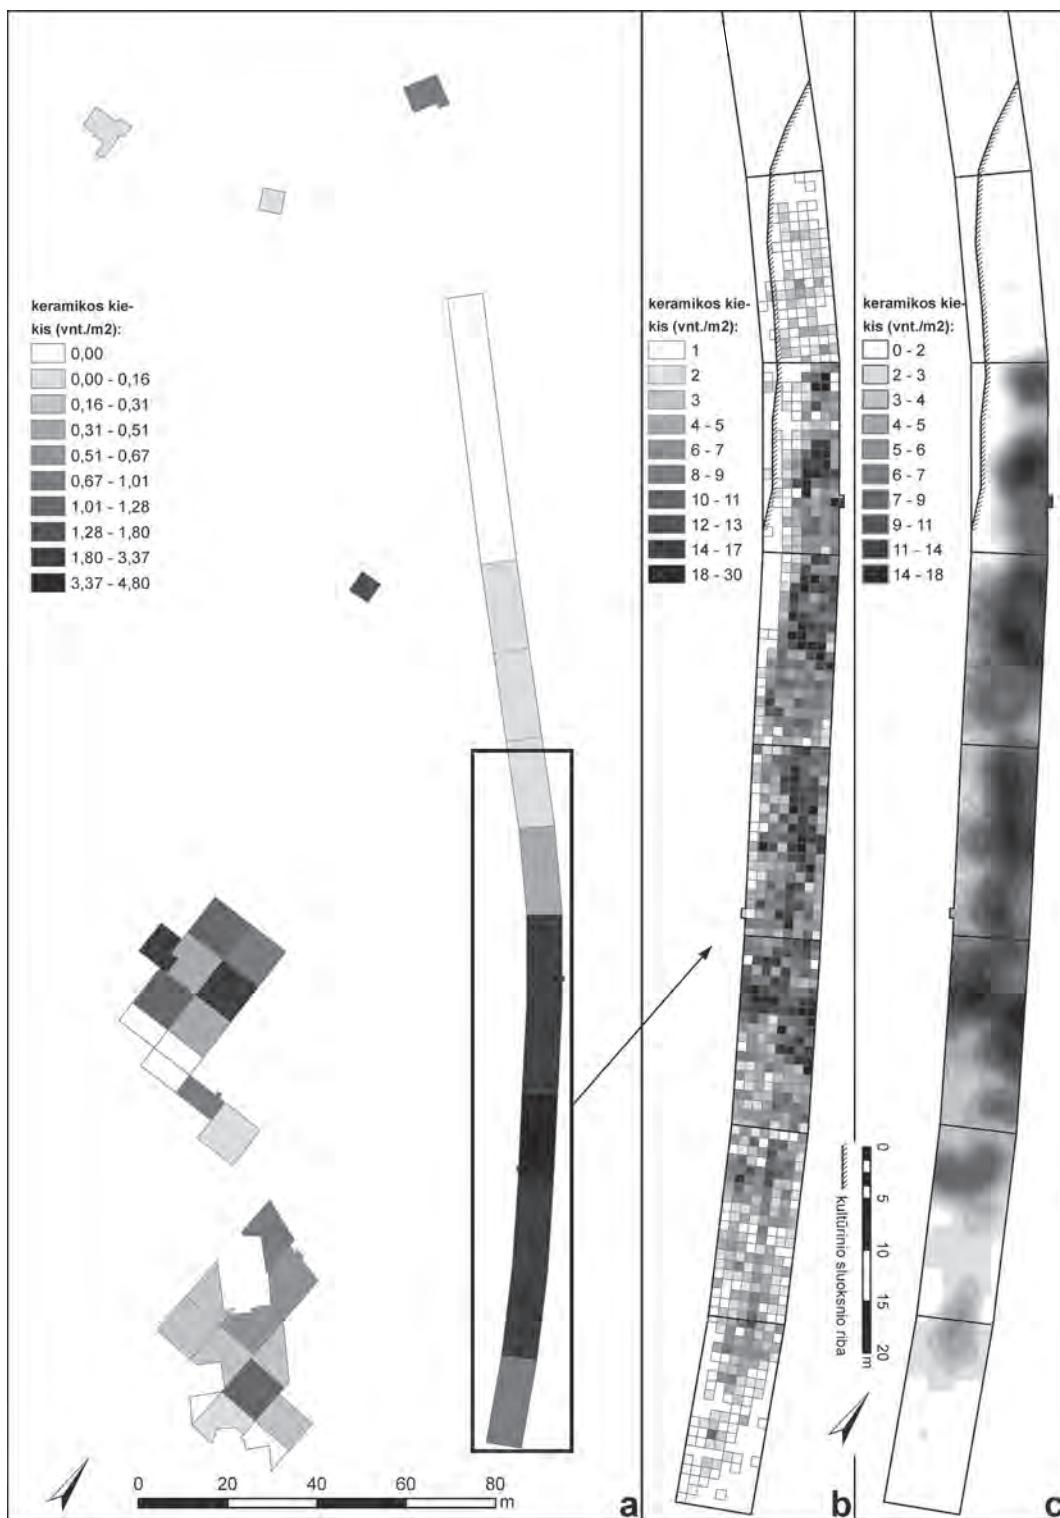 keramikos kie-
kis (vnt./m2):
0,00
0,00 - 0,16
0,16 - 0,31
0,31 - 0,51
0,51 - 0,67
0,67 - 1,01
1,01 - 1,28
1,28 - 1,80
1,80 - 3,37
3,37 - 4,80
0 20 40 60 80 m
a
keramikos kie-
kis (vnt./m2):
1
2
3
4 - 5
6 - 7
8 - 9
10 - 11
12 - 13
14 - 17
18 - 30
kultūrinio sluoksnio riba
0 5 10 15 20 m
b
keramikos kie-
kis (vnt./m2):
0 - 2
2 - 3
3 - 4
4 - 5
5 - 6
6 - 7
7 - 9
9 - 11
11 - 14
14 - 18
c